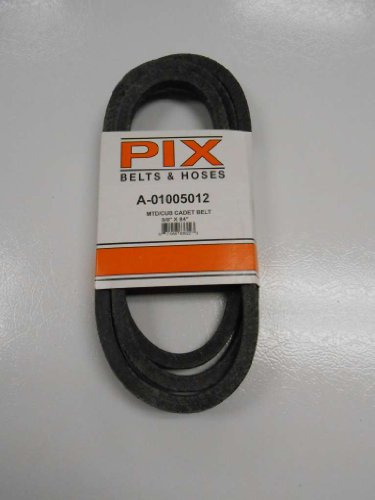 PIX
BELTS & HOSES
A-01005012
MTD/CUB CADET BELT
5/8" X 84"